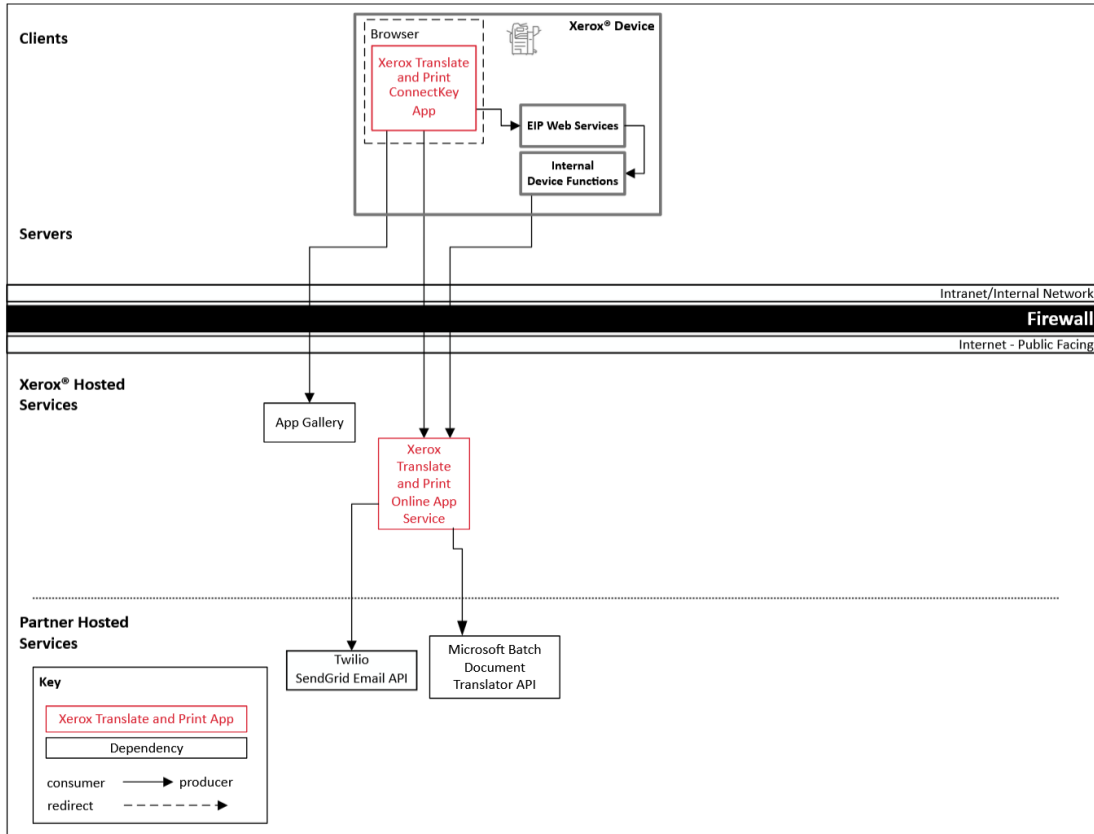 Clients
Xerox® Device
Browser
Xerox Translate
and Print
ConnectKey
App
EIP Web Services
Internal
Device Functions
Servers
Intranet/Internal Network
Firewall
Internet - Public Facing
Xerox® Hosted
Services
App Gallery
Xerox
Translate
and Print
Online App
Service
Partner Hosted
Services
Twilio
SendGrid Email API
Microsoft Batch
Document
Translator API
Key
Xerox Translate and Print App
Dependency
consumer producer
redirect